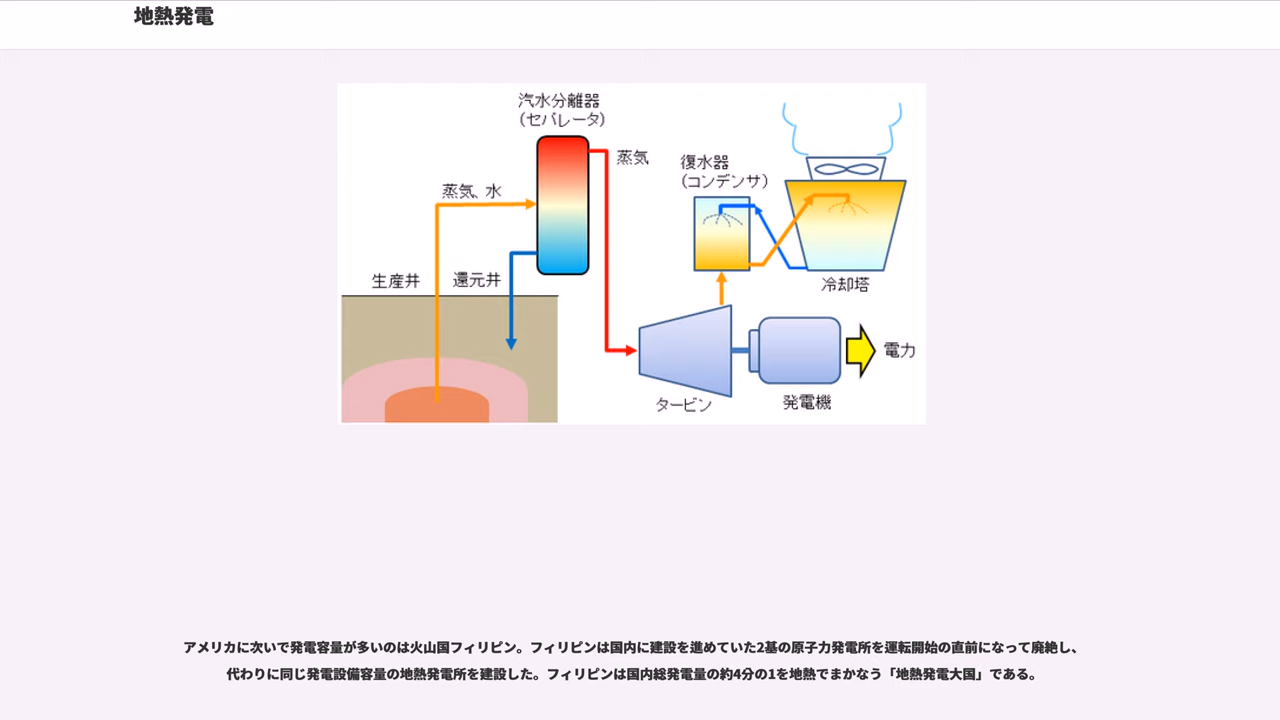 地熱発電
汽水分離器
（セパレータ）
蒸気
復水器
（コンデンサ）
蒸気、水
生産井
還元井
冷却塔
電力
タービン
発電機
アメリカに次いで発電容量が多いのは火山国フィリピン。フィリピンは国内に建設を進めていた2基の原子力発電所を運転開始の直前になって廃絶し、
代わりに同じ発電設備容量の地熱発電所を建設した。フィリピンは国内総発電量の約4分の1を地熱でまかなう「地熱発電大国」である。